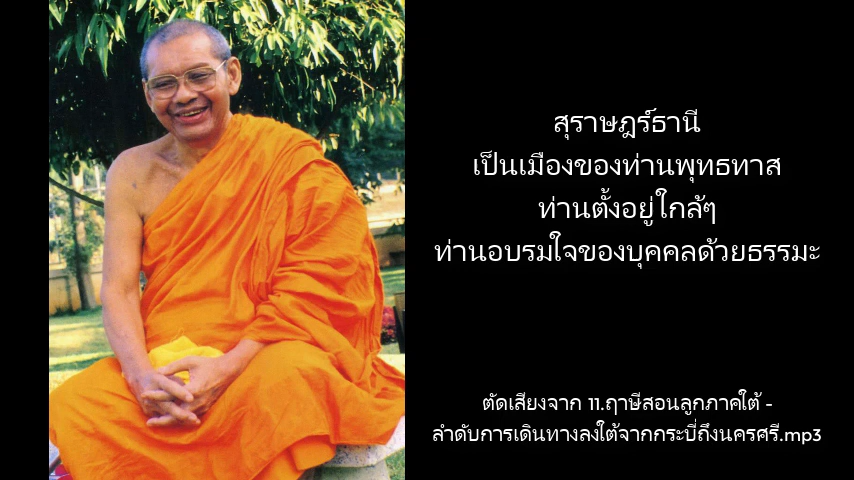 สุราษฎร์ธานี
เป็นเมืองของท่านพุทธทาส
ท่านตั้งอยู่ใกล้ๆ
ท่านอบรมใจของบุคคลด้วยธรรมะ
ตัดเสียงจาก 11.ฤาษีสอนลูกภาคใต้ -
ลำดับการเดินทางลงใต้จากกระบี่ถึงนครศรี.mp3